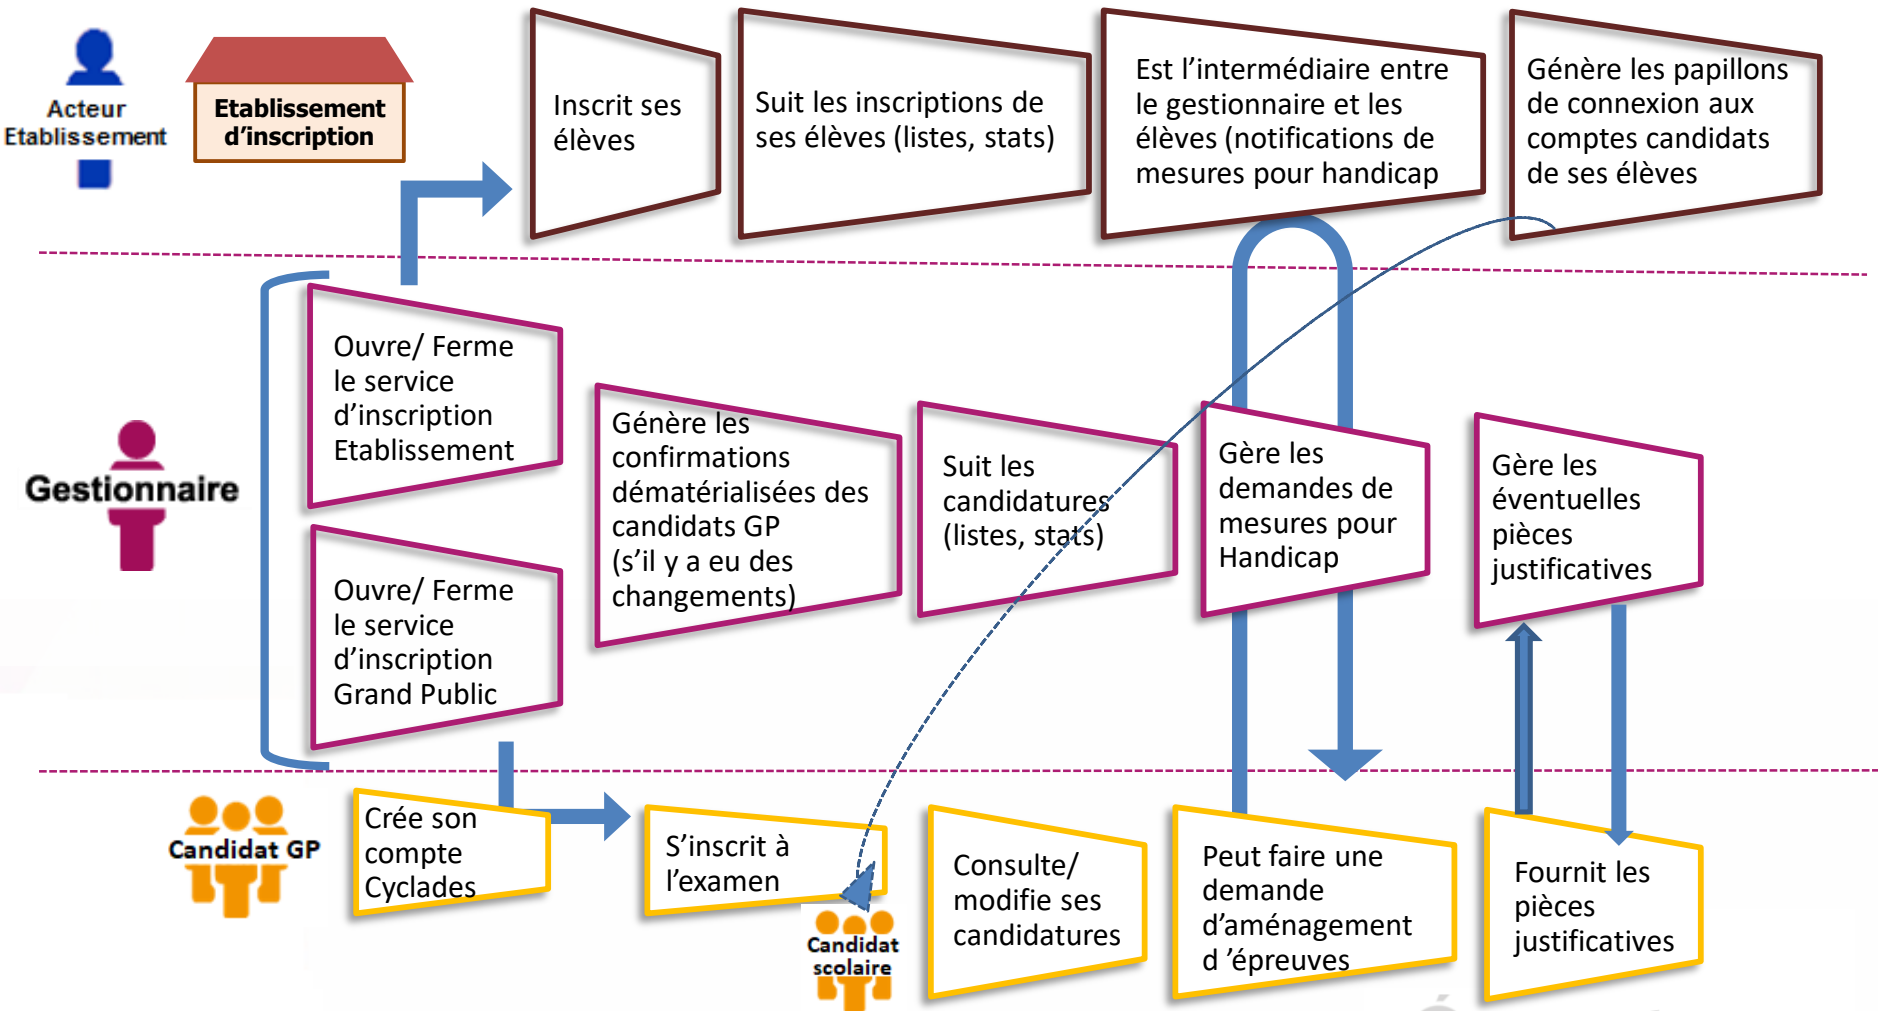 Acteur
Etablissement
Etablissement
d’inscription
Inscrit ses
élèves
Suit les inscriptions de
ses élèves (listes, stats)
Est l’intermédiaire entre
le gestionnaire et les
élèves (notifications de
mesures pour handicap
Génère les papillons
de connexion aux
comptes candidats
de ses élèves
Gestionnaire
Ouvre/ Ferme
le service
d’inscription
Etablissement
Ouvre/ Ferme
le service
d’inscription
Grand Public
Génère les
confirmations
dématérialisées des
candidats GP
(s’il y a eu des
changements)
Suit les
candidatures
(listes, stats)
Gère les
demandes de
mesures pour
Handicap
Gère les
éventuelles
pièces
justificatives
Candidat GP
Crée son
compte
Cyclades
S’inscrit à
l’examen
Candidat
scolaire
Consulte/
modifie ses
candidatures
Peut faire une
demande
d’aménagement
d ’épreuves
Fournit les
pièces
justificatives